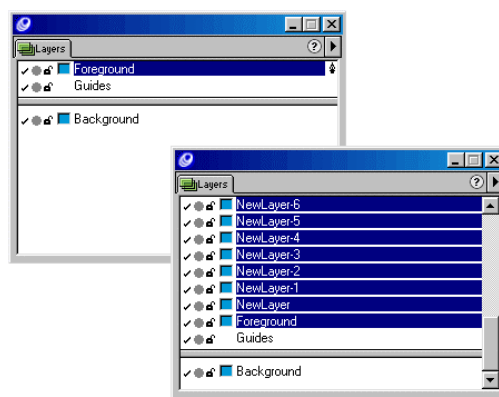 Layers
?
Foreground
Guides
Background
Layers
?
NewLayer-6
NewLayer-5
NewLayer-4
NewLayer-3
NewLayer-2
NewLayer-1
NewLayer
Foreground
Guides
Background